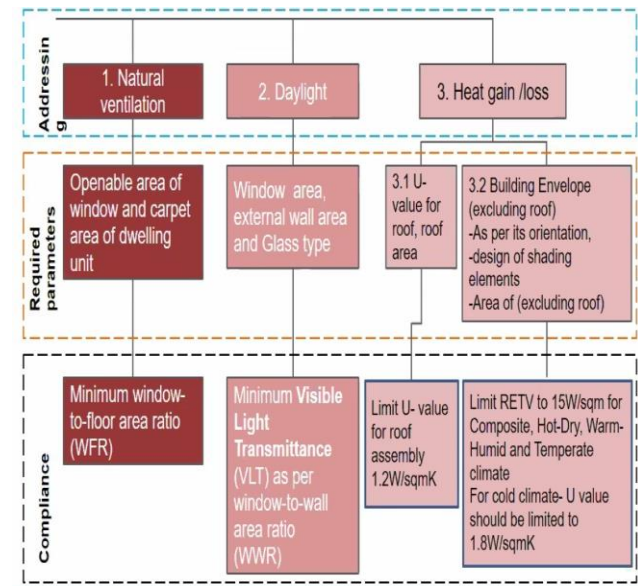 Addressin
g
1. Natural
ventilation
2. Daylight
3. Heat gain /loss
Required
parameters
Openable area of
window and carpet
area of dwelling
unit
Window area,
external wall area
and Glass type
3.1 U-
value for
roof, roof
area
3.2 Building Envelope
(excluding roof)
-As per its orientation,
-design of shading
elements
-Area of (excluding roof)
Compliance
Minimum window-
to-floor area ratio
(WFR)
Minimum Visible
Light
Transmittance
(VLT) as per
window-to-wall
area ratio
(WWR)
Limit U- value
for roof
assembly
1.2W/sqmK
Limit RETV to 15W/sqm for
Composite, Hot-Dry, Warm-
Humid and Temperate
climate
For cold climate- U value
should be limited to
1.8W/sqmK